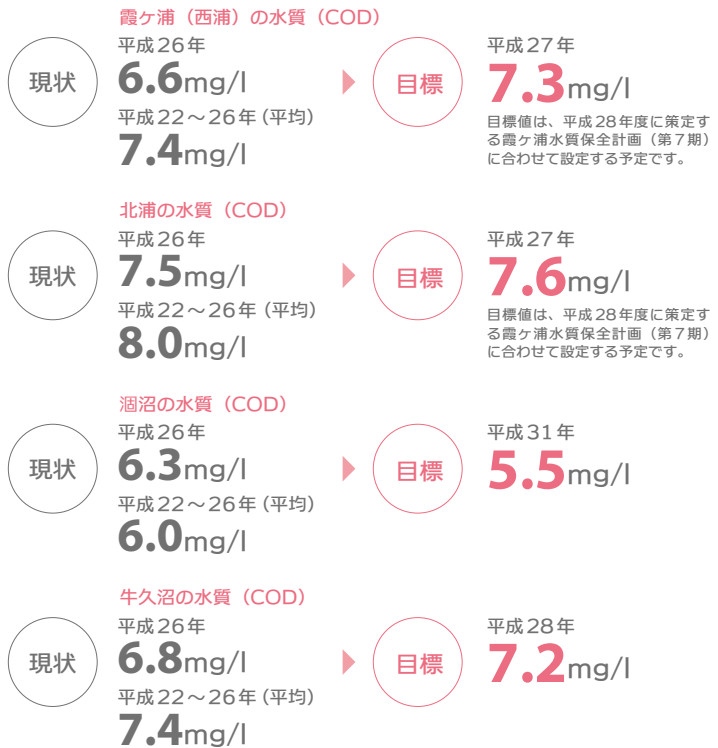 霞ヶ浦（西浦）の水質（COD）
現状
平成26年
6.6mg/l
平成22～26年（平均）
7.4mg/l
目標
平成27年
7.3mg/l
目標値は、平成28年度に策定す
る霞ヶ浦水質保全計画（第7期）
に合わせて設定する予定です。
北浦の水質（COD）
現状
平成26年
7.5mg/l
平成22～26年（平均）
8.0mg/l
目標
平成27年
7.6mg/l
目標値は、平成28年度に策定す
る霞ヶ浦水質保全計画（第7期）
に合わせて設定する予定です。
涸沼の水質（COD）
現状
平成26年
6.3mg/l
平成22～26年（平均）
6.0mg/l
目標
平成31年
5.5mg/l
牛久沼の水質（COD）
現状
平成26年
6.8mg/l
平成22～26年（平均）
7.4mg/l
目標
平成28年
7.2mg/l